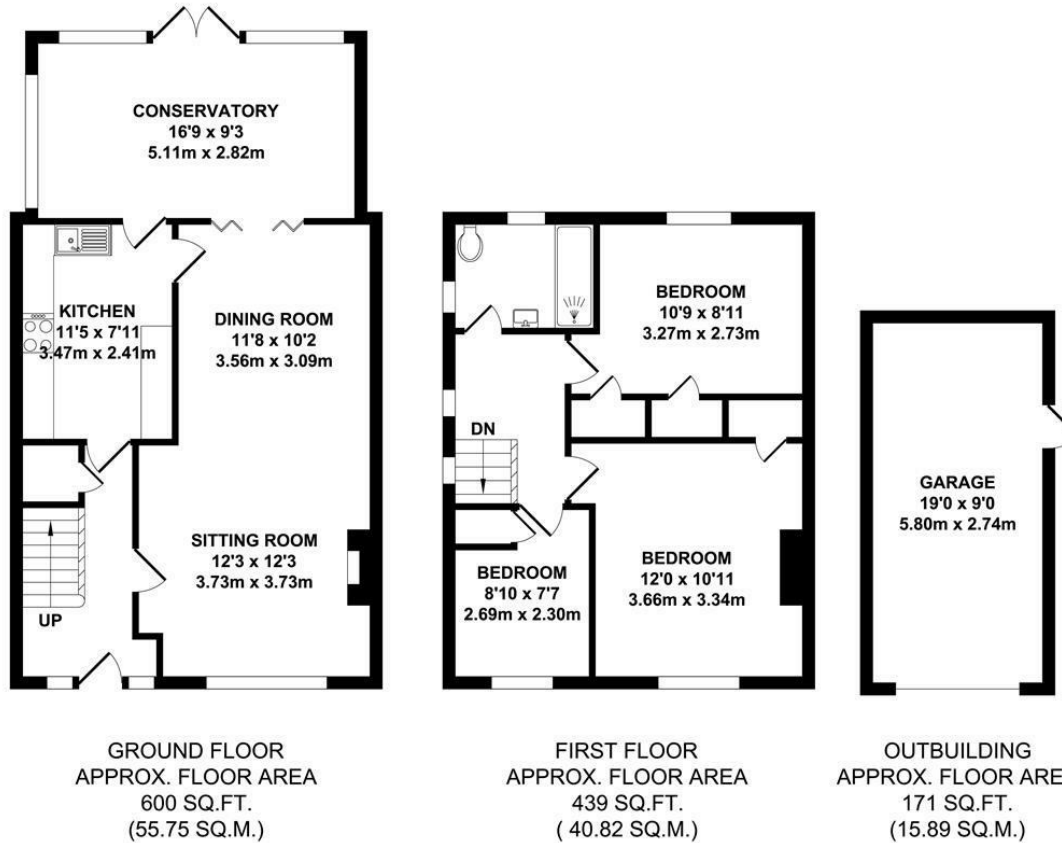 CONSERVATORY
16'9 x 9'3
5.11m x 2.82m
KITCHEN
11'5 x 7'11
3.47m x 2.41m
DINING ROOM
11'8 x 10'2
3.56m x 3.09m
SITTING ROOM
12'3 x 12'3
3.73m x 3.73m
UP
GROUND FLOOR
APPROX. FLOOR AREA
600 SQ.FT.
(55.75 SQ.M.)
BEDROOM
10'9 x 8'11
3.27m x 2.73m
DN
BEDROOM
8'10 x 7'7
2.69m x 2.30m
BEDROOM
12'0 x 10'11
3.66m x 3.34m
FIRST FLOOR
APPROX. FLOOR AREA
439 SQ.FT.
( 40.82 SQ.M.)
GARAGE
19'0 x 9'0
5.80m x 2.74m
OUTBUILDING
APPROX. FLOOR ARE
171 SQ.FT.
(15.89 SQ.M.)